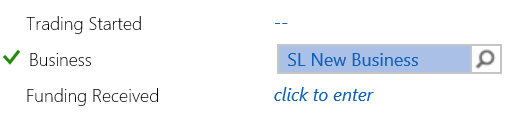 Trading Started --
Business SL New Business
Funding Received click to enter